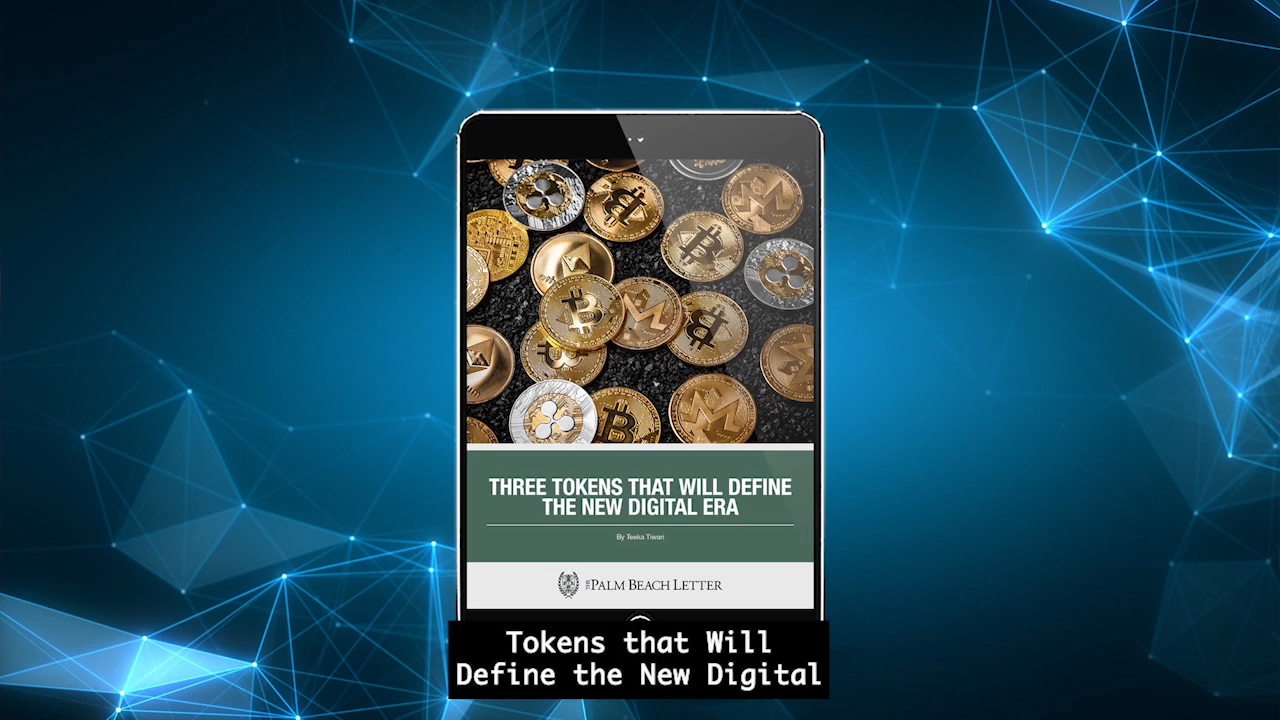 THREE TOKENS THAT WILL DEFINE
THE NEW DIGITAL ERA
By Teeka Tiwari
THE PALM BEACH LETTER
Tokens that Will
Define the New Digital